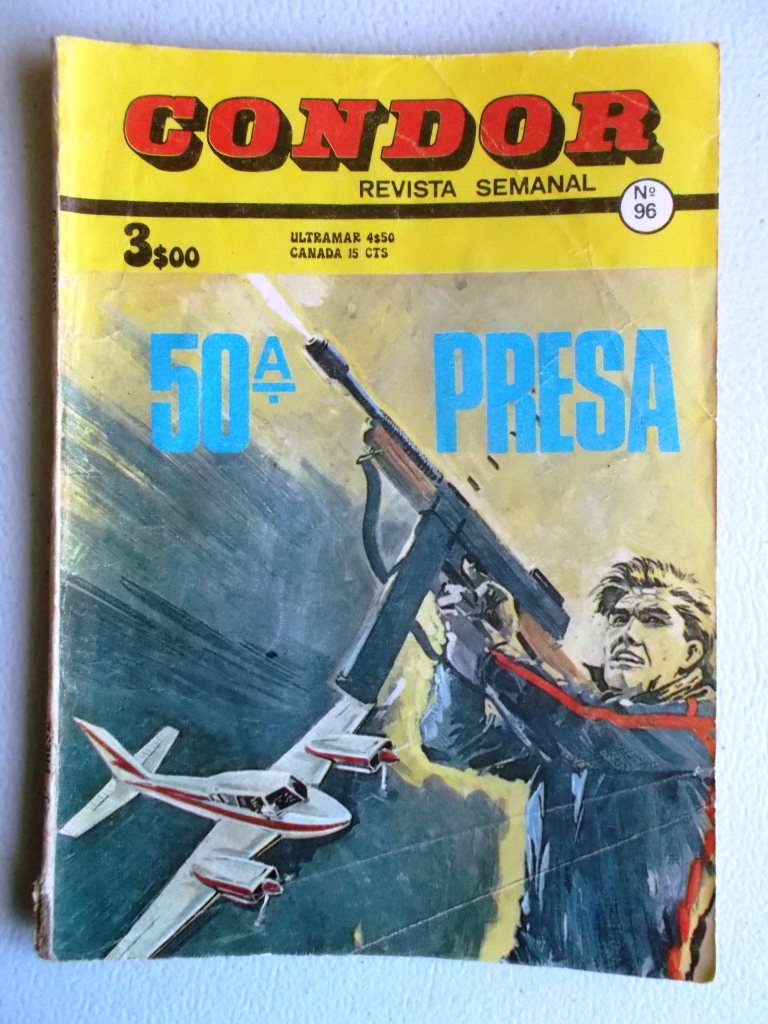 CONDOR
REVISTA SEMANAL
Nº
96
3$00
ULTRAMAR 4$50
CANADA 15 CTS
50ª PRESA